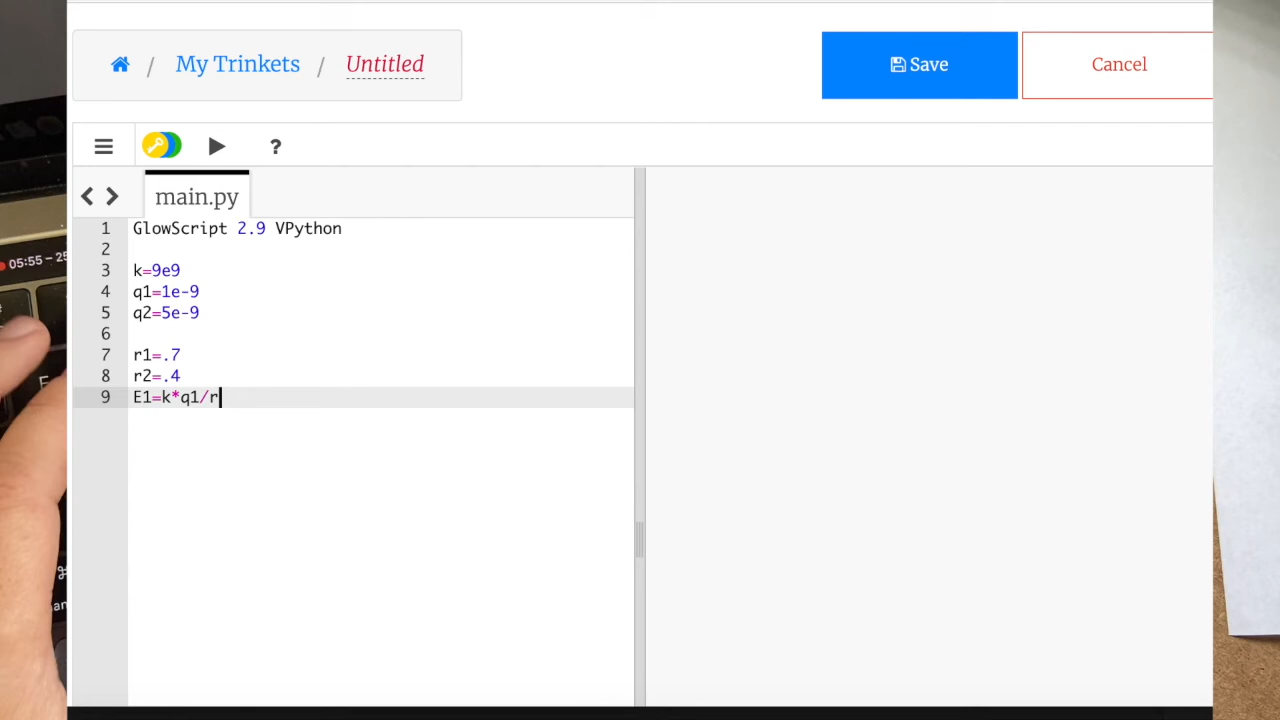 / My Trinkets / Untitled
Save
Cancel
?
main.py
1 GlowScript 2.9 VPython
2
3 k=9e9
4 q1=1e-9
5 q2=5e-9
6
7 r1=.7
8 r2=.4
9 E1=k*q1/r
05:55 – 25
E
⌘